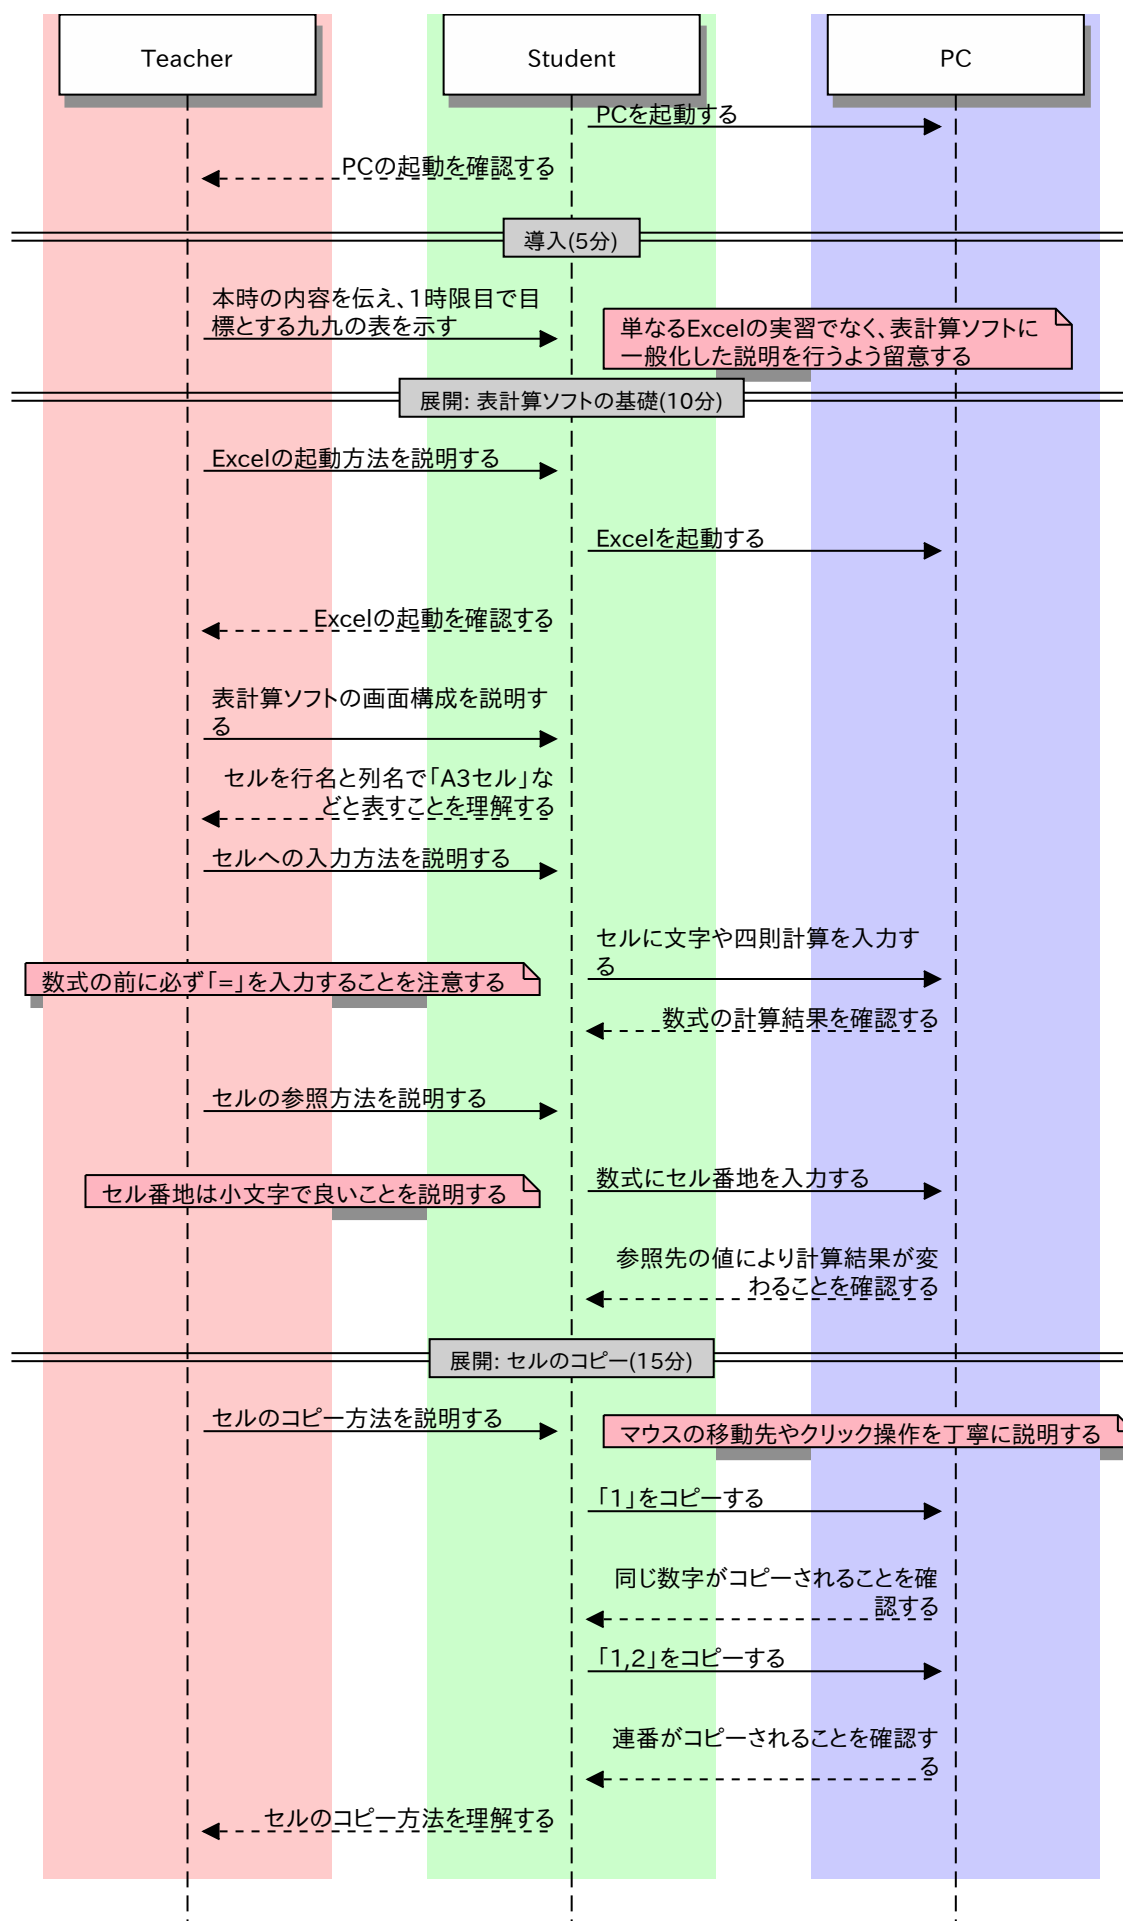 Teacher
Student
PC
PCを起動する
PCの起動を確認する
導入(5分)
本時の内容を伝え、1時限目で目
標とする九九の表を示す
単なるExcelの実習でなく、表計算ソフトに
一般化した説明を行うよう留意する
展開: 表計算ソフトの基礎(10分)
Excelの起動方法を説明する
Excelを起動する
Excelの起動を確認する
表計算ソフトの画面構成を説明す
る
セルを行名と列名で「A3セル」な
どと表すことを理解する
セルへの入力方法を説明する
セルに文字や四則計算を入力す
る
数式の前に必ず「=」を入力することを注意する
数式の計算結果を確認する
セルの参照方法を説明する
セル番地は小文字で良いことを説明する
数式にセル番地を入力する
参照先の値により計算結果が変
わることを確認する
展開: セルのコピー(15分)
セルのコピー方法を説明する
マウスの移動先やクリック操作を丁寧に説明する
「1」をコピーする
同じ数字がコピーされることを確
認する
「1,2」をコピーする
連番がコピーされることを確認す
る
セルのコピー方法を理解する